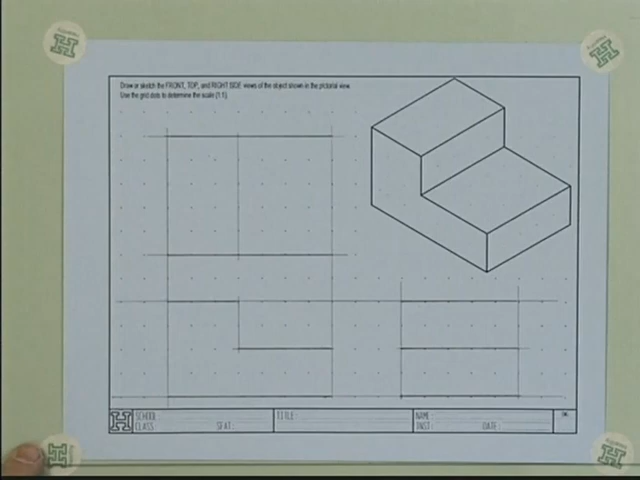 Draw or sketch the FRONT, TOP, and RIGHT SIDE views of the object shown in the pictorial view.
Use the grid dots to determine the scale (1:1).
H SCHOOL: TITLE: NAME:
CLASS: SEAT: INST: DATE: